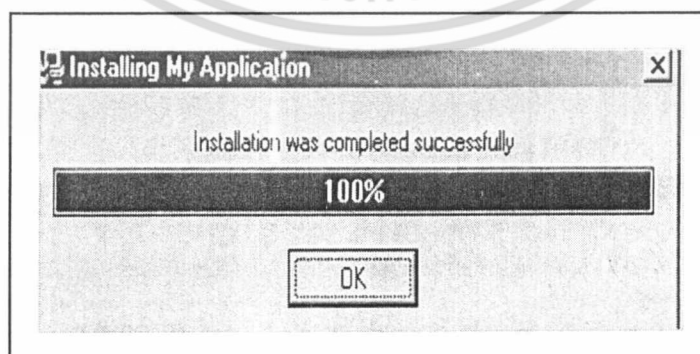 Installing My Application
X
Installation was completed successfully
100%
OK